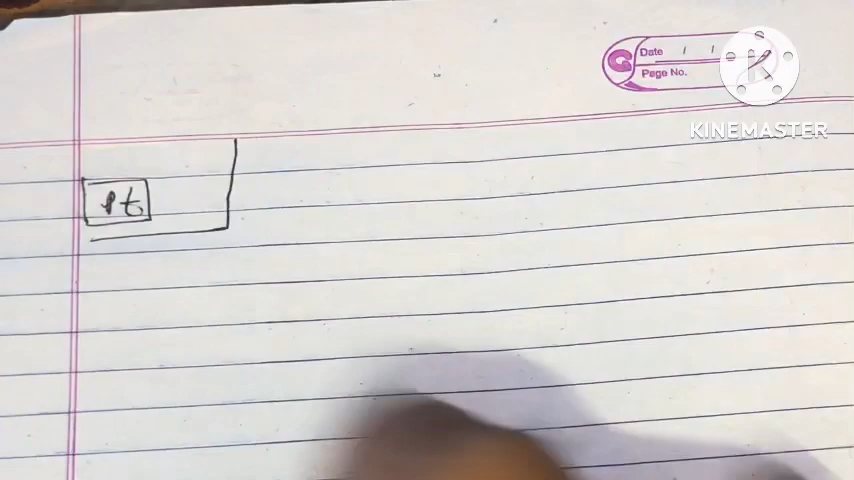 Date / /
Page No.
KINEMASTER
Pt